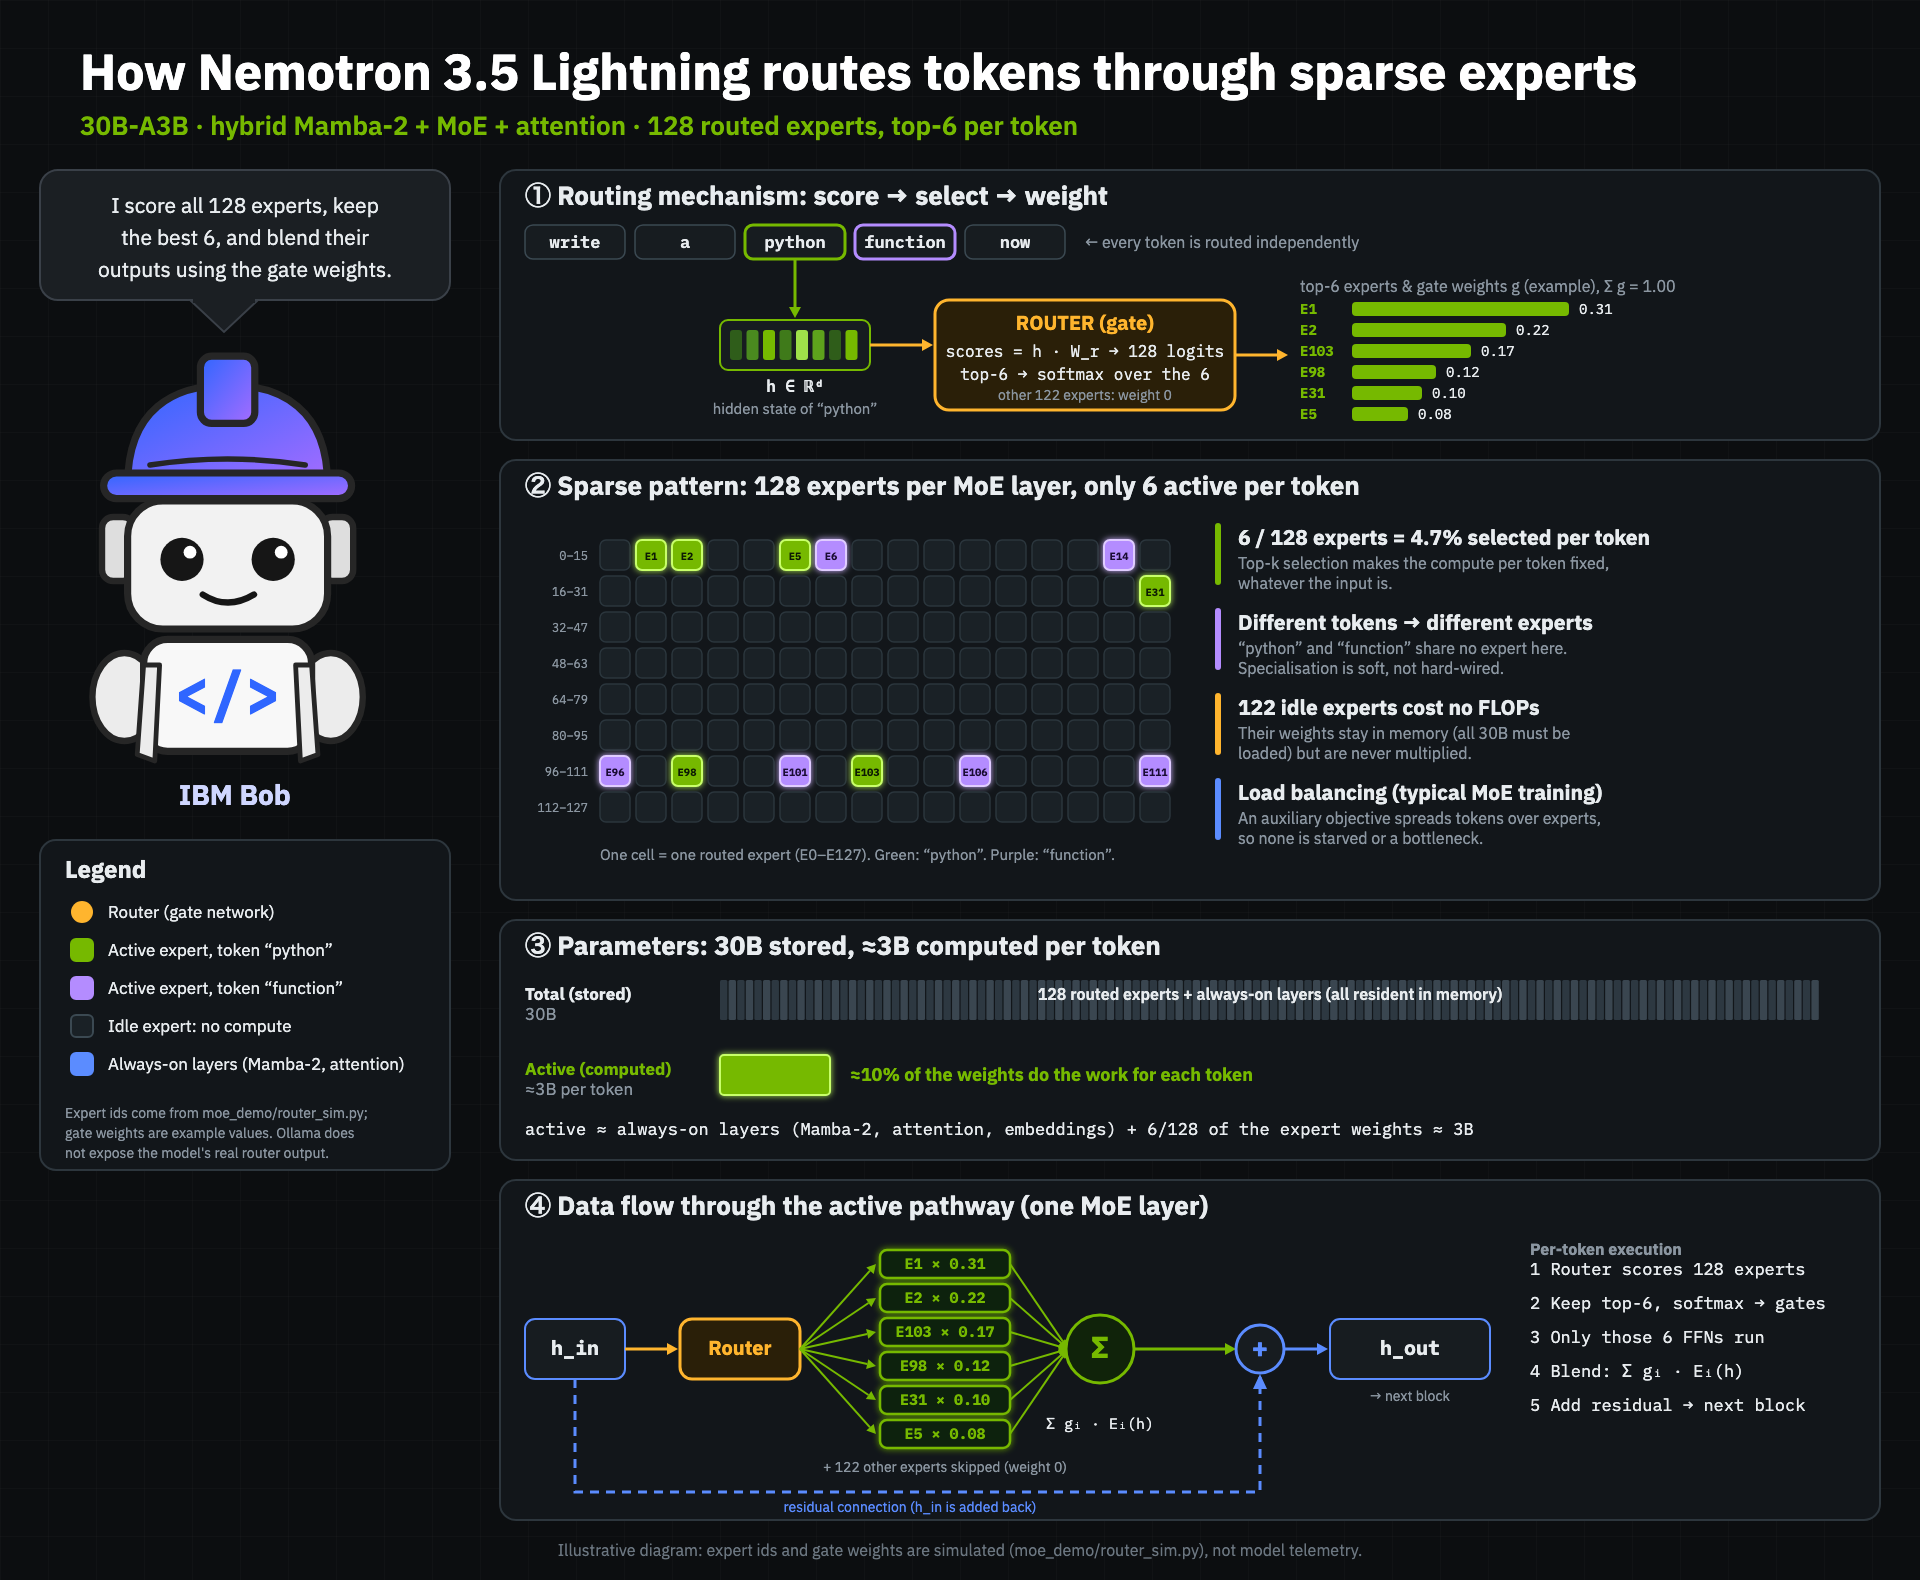 How Nemotron 3.5 Lightning routes tokens through sparse experts
30B-A3B · hybrid Mamba-2 + MoE + attention · 128 routed experts, top-6 per token
I score all 128 experts, keep
the best 6, and blend their
outputs using the gate weights.
</>
IBM Bob
Legend
Router (gate network)
Active expert, token “python”
Active expert, token “function”
Idle expert: no compute
Always-on layers (Mamba-2, attention)
Expert ids come from moe_demo/router_sim.py;
gate weights are example values. Ollama does
not expose the model's real router output.
① Routing mechanism: score → select → weight
write a python function now ← every token is routed independently
h ∈ ℝᵈ
hidden state of “python”
ROUTER (gate)
scores = h · W_r → 128 logits
top-6 → softmax over the 6
other 122 experts: weight 0
top-6 experts & gate weights g (example), Σ g = 1.00
E1 0.31
E2 0.22
E103 0.17
E98 0.12
E31 0.10
E5 0.08
② Sparse pattern: 128 experts per MoE layer, only 6 active per token
0–15 E1 E2 E5 E6 E14
16–31 E31
32–47
48–63
64–79
80–95
96–111 E96 E98 E101 E103 E106 E111
112–127
One cell = one routed expert (E0–E127). Green: “python”. Purple: “function”.
6 / 128 experts = 4.7% selected per token
Top-k selection makes the compute per token fixed,
whatever the input is.
Different tokens → different experts
“python” and “function” share no expert here.
Specialisation is soft, not hard-wired.
122 idle experts cost no FLOPs
Their weights stay in memory (all 30B must be
loaded) but are never multiplied.
Load balancing (typical MoE training)
An auxiliary objective spreads tokens over experts,
so none is starved or a bottleneck.
③ Parameters: 30B stored, ≈3B computed per token
Total (stored)
30B
128 routed experts + always-on layers (all resident in memory)
Active (computed)
≈3B per token
≈10% of the weights do the work for each token
active ≈ always-on layers (Mamba-2, attention, embeddings) + 6/128 of the expert weights ≈ 3B
④ Data flow through the active pathway (one MoE layer)
h_in
Router
E1 × 0.31
E2 × 0.22
E103 × 0.17
E98 × 0.12
E31 × 0.10
E5 × 0.08
+ 122 other experts skipped (weight 0)
Σ
Σ gᵢ · Eᵢ(h)
+
h_out
→ next block
residual connection (h_in is added back)
Per-token execution
1 Router scores 128 experts
2 Keep top-6, softmax → gates
3 Only those 6 FFNs run
4 Blend: Σ gᵢ · Eᵢ(h)
5 Add residual → next block
Illustrative diagram: expert ids and gate weights are simulated (moe_demo/router_sim.py), not model telemetry.